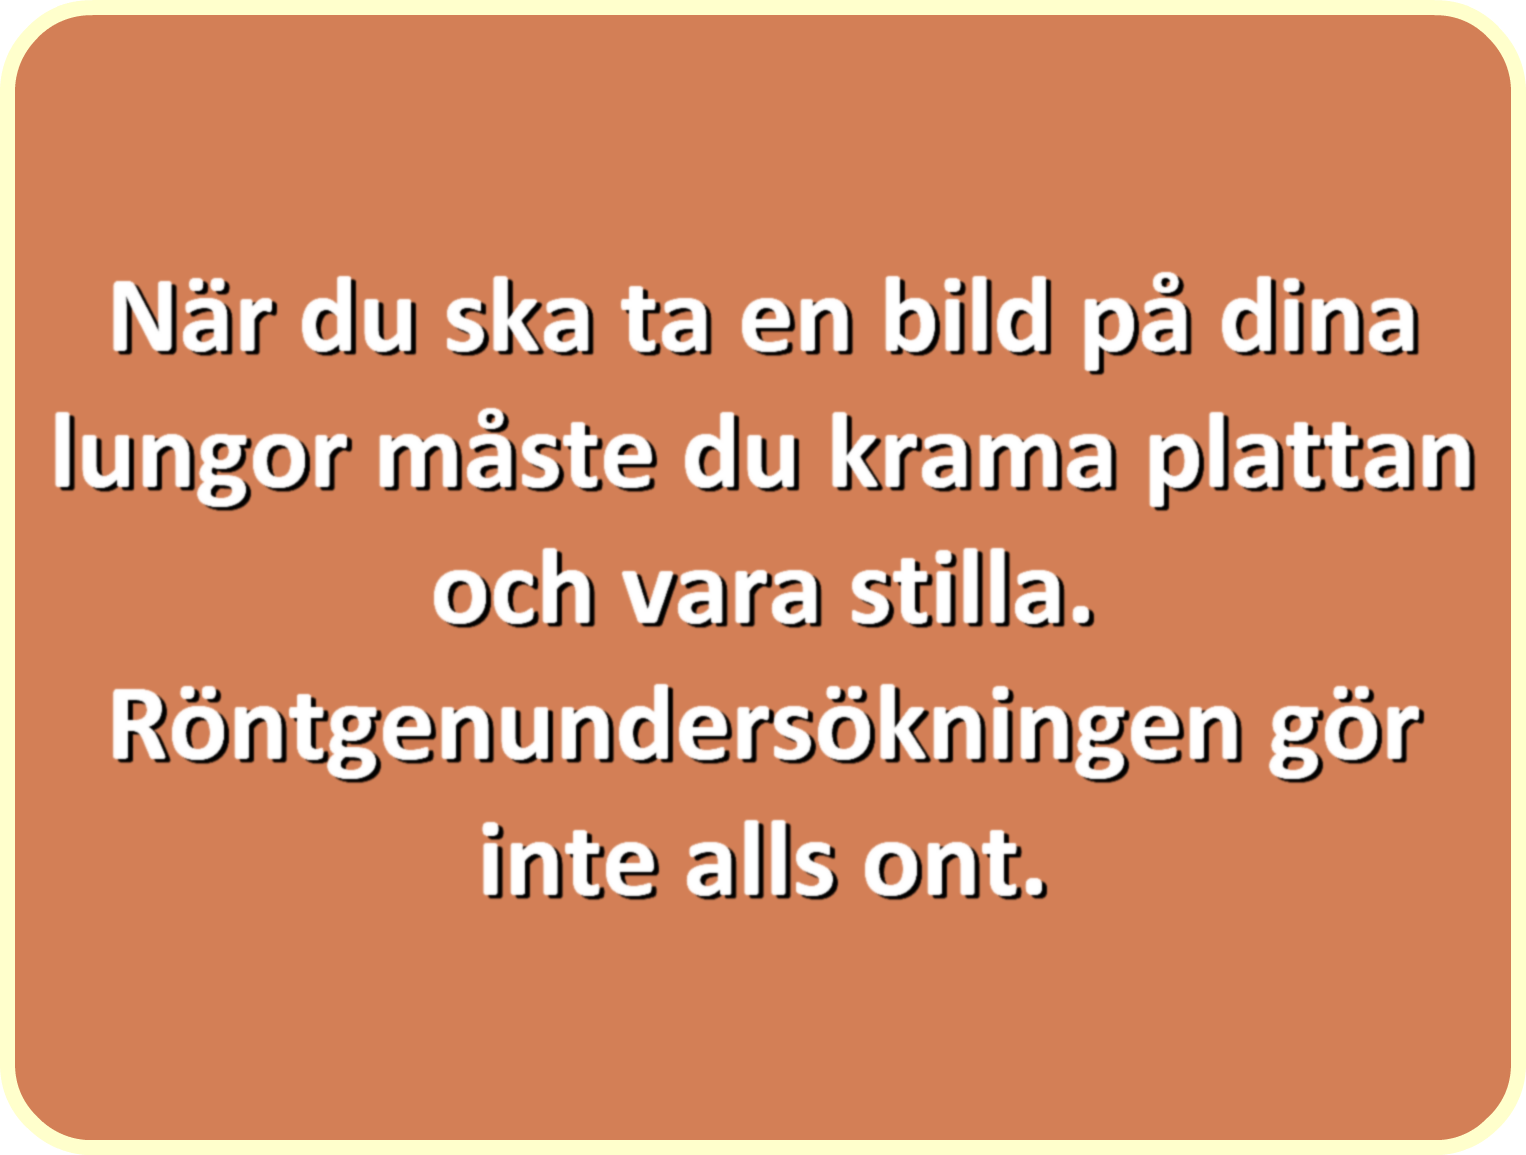 När du ska ta en bild på dina
lungor måste du krama plattan
och vara stilla.
Röntgenundersökningen gör
inte alls ont.